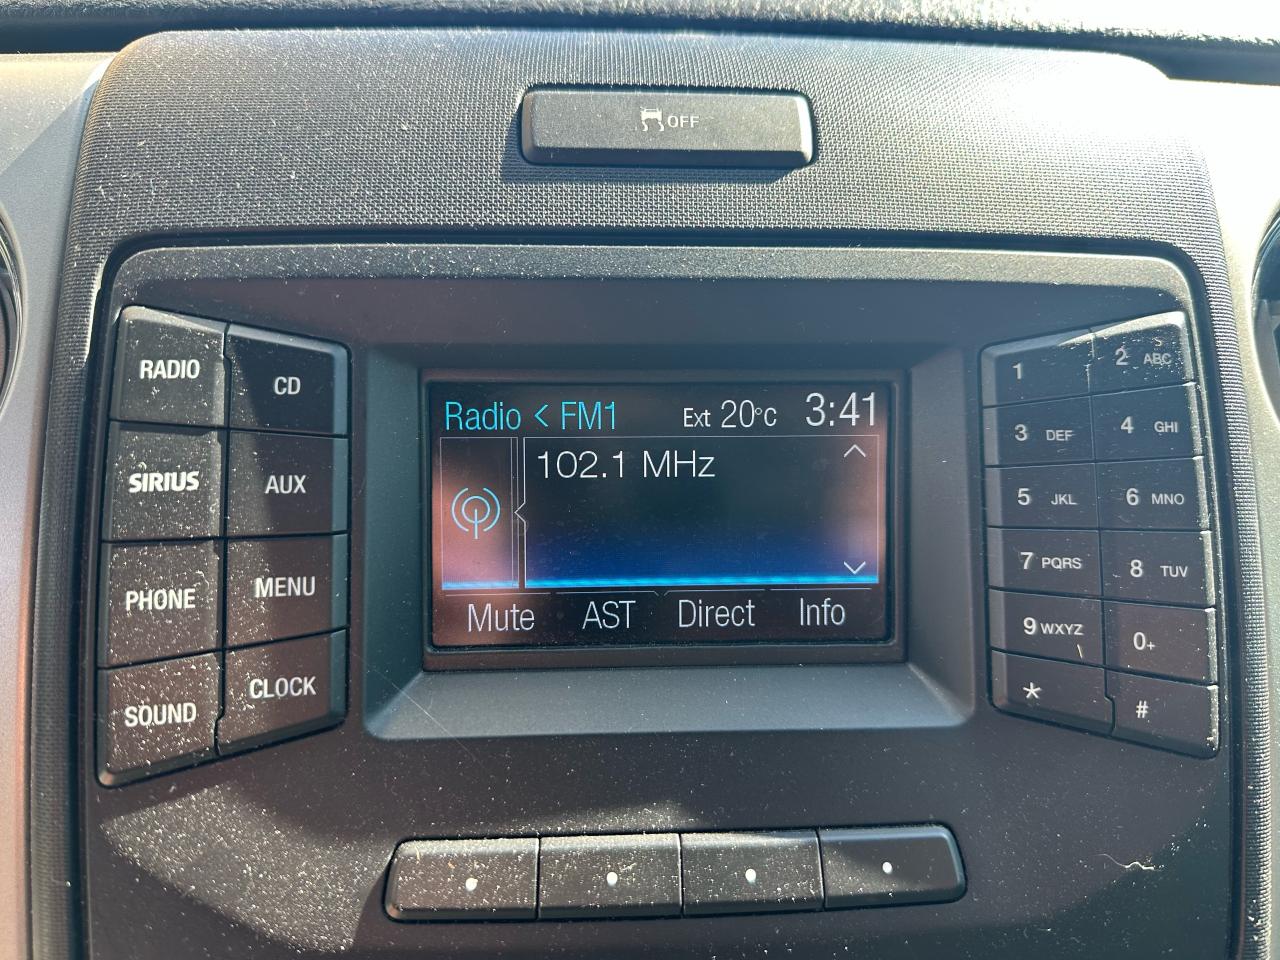 OFF
RADIO
CD
SIRIUS
AUX
PHONE
MENU
SOUND
CLOCK
Radio < FM1 Ext 20°C 3:41
102.1 MHz
Mute AST Direct Info
1
2 ABC
3 DEF
4 GHI
5 JKL
6 MNO
7 PQRS
8 TUV
9 WXYZ
0+
*
#